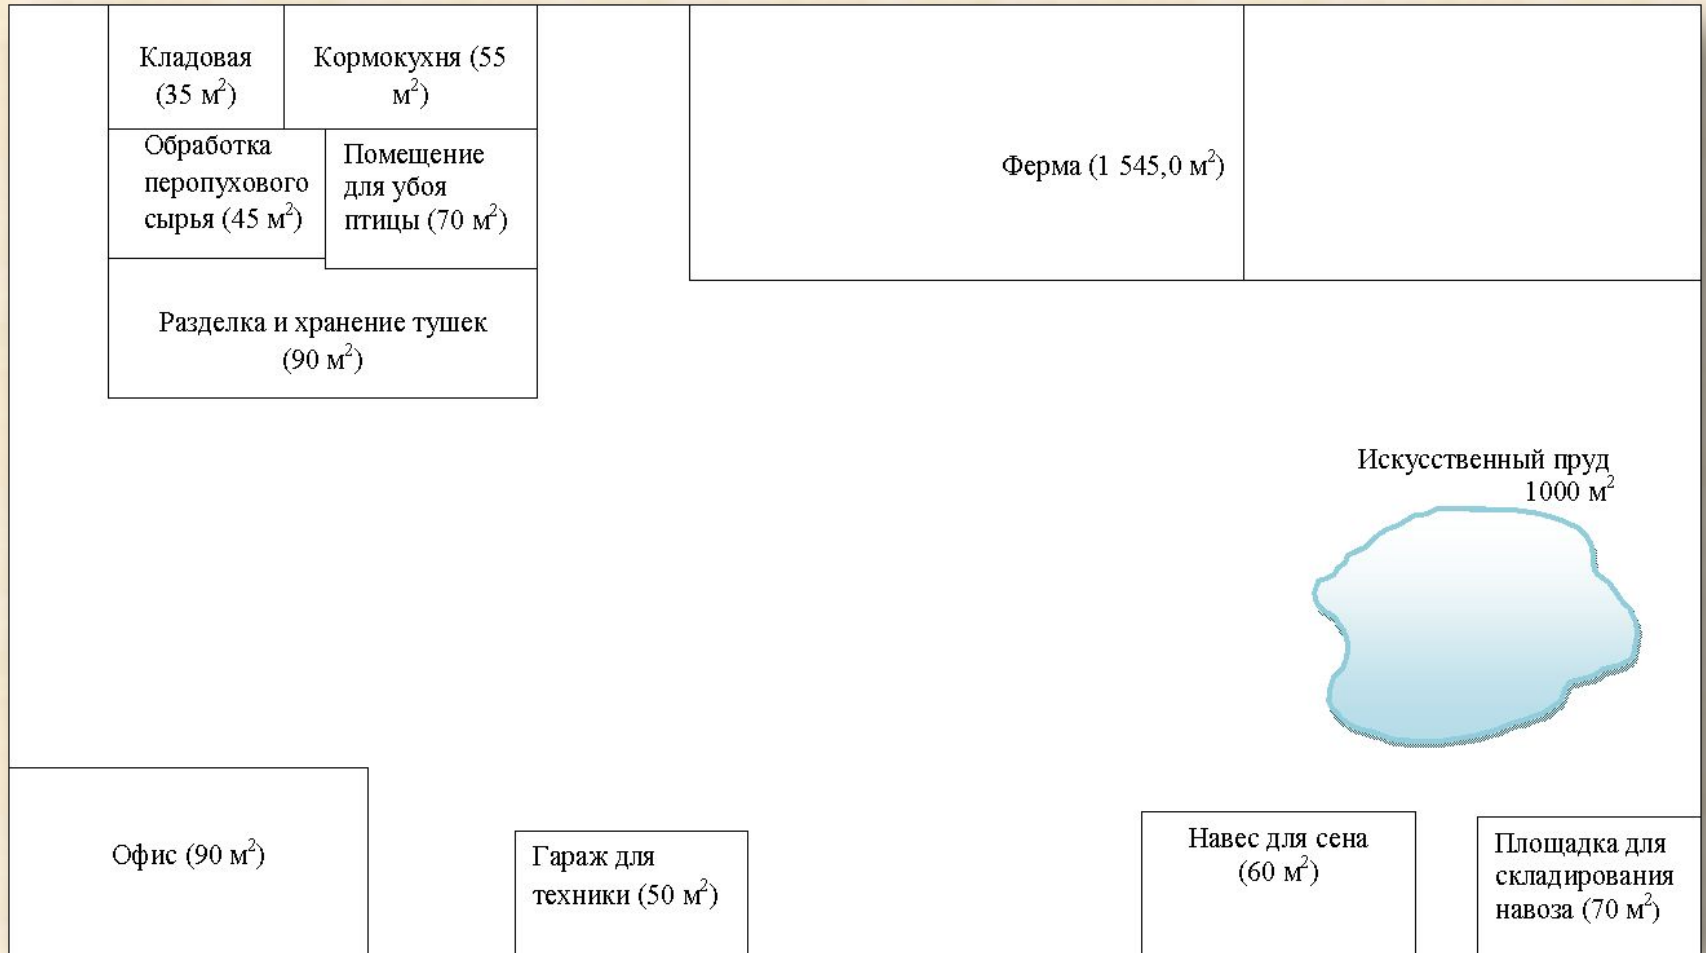 Кладовая
(35 м²)
Кормокухня (55
м²)
Обработка
перопухового
сырья (45 м²)
Помещение
для убоя
птицы (70 м²)
Разделка и хранение тушек
(90 м²)
Ферма (1 545,0 м²)
Искусственный пруд
1000 м²
Офис (90 м²)
Гараж для
техники (50 м²)
Навес для сена
(60 м²)
Площадка для
складирования
навоза (70 м²)